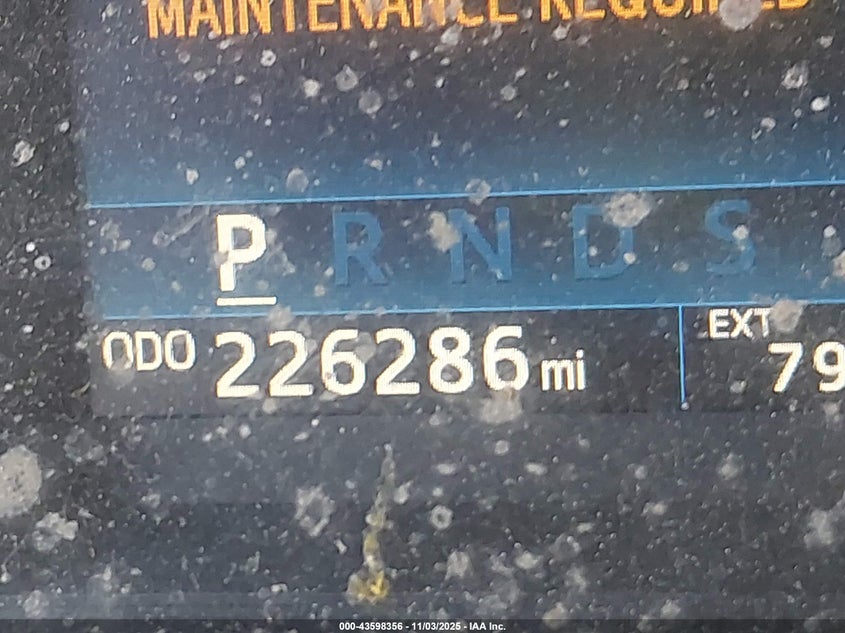 MAINTENANCE REQUIRED
P R N D S
ODO 226286 mi
EXT
79
000-43598356 - 11/03/2025 - IAA Inc.